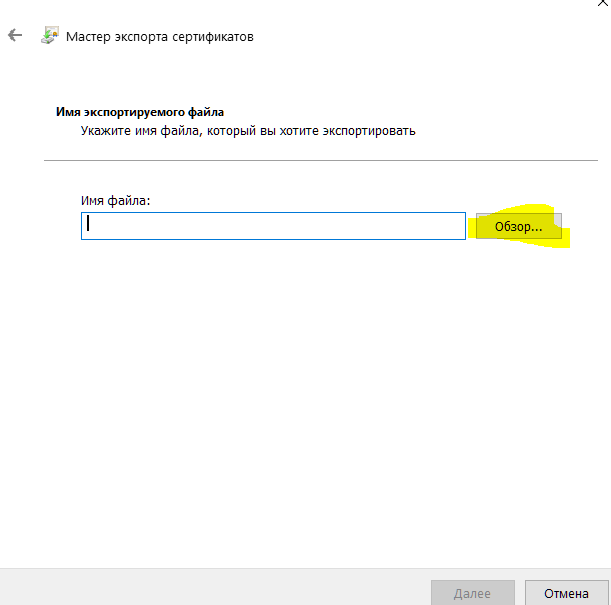 Мастер экспорта сертификатов
Имя экспортируемого файла
Укажите имя файла, который вы хотите экспортировать
Имя файла:
Обзор...
Далее
Отмена